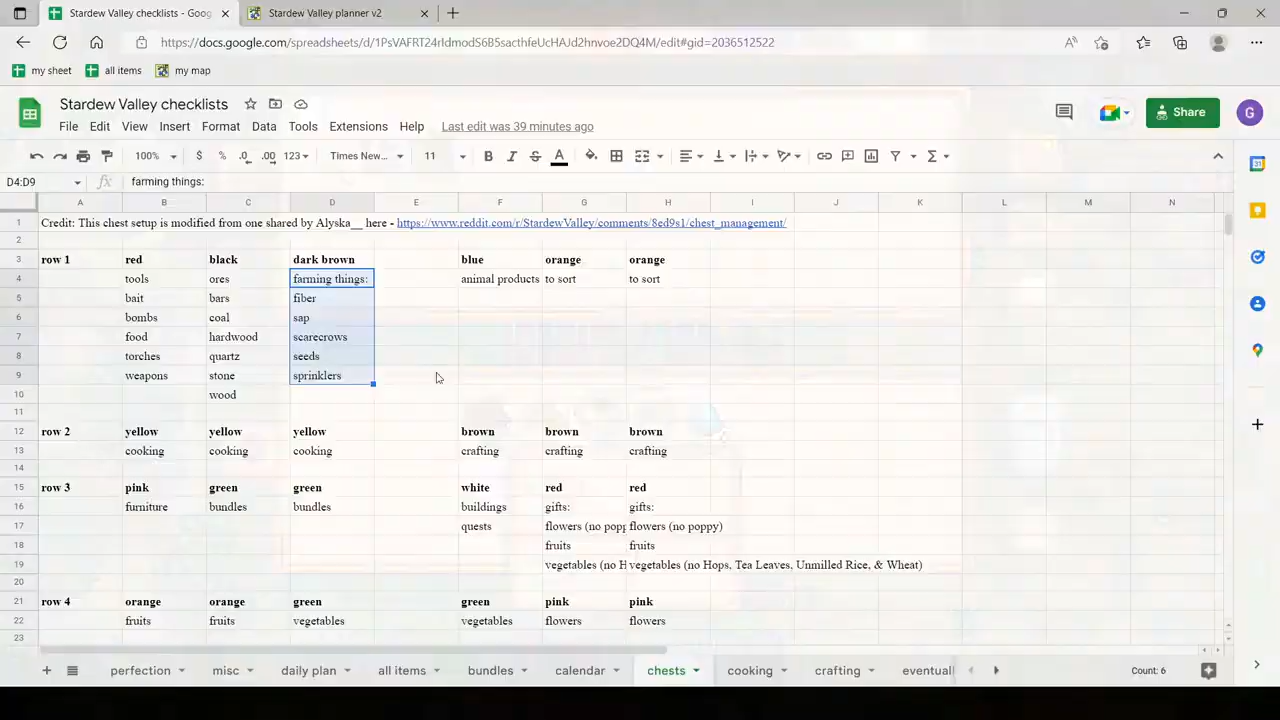 Stardew Valley checklists - Goog
Stardew Valley planner v2
https://docs.google.com/spreadsheets/d/1PsVAFRT24rIdmodS6B5sacthfeUcHAJd2hnvoe2DQ4M/edit#gid=2036512522
my sheet all items my map
Stardew Valley checklists
File Edit View Insert Format Data Tools Extensions Help Last edit was 39 minutes ago
Share G
100% $ % .0 .00 123 Times New... 11 B I S A
D4:D9 fx farming things:
A B C D E F G H I J K L M N
1 Credit: This chest setup is modified from one shared by Alyska__ here - https://www.reddit.com/r/StardewValley/comments/8ed9s1/chest_management/
2
3 row 1 red black dark brown blue orange orange
4 tools ores farming things: animal products to sort to sort
5 bait bars fiber
6 bombs coal sap
7 food hardwood scarecrows
8 torches quartz seeds
9 weapons stone sprinklers
10 wood
11
12 row 2 yellow yellow yellow brown brown brown
13 cooking cooking cooking crafting crafting crafting
14
15 row 3 pink green green white red red
16 furniture bundles bundles buildings gifts: gifts:
17 quests flowers (no popp flowers (no poppy)
18 fruits fruits
19 vegetables (no H vegetables (no Hops, Tea Leaves, Unmilled Rice, & Wheat)
20
21 row 4 orange orange green green pink pink
22 fruits fruits vegetables vegetables flowers flowers
23
perfection misc daily plan all items bundles calendar chests cooking crafting eventuall Count: 6